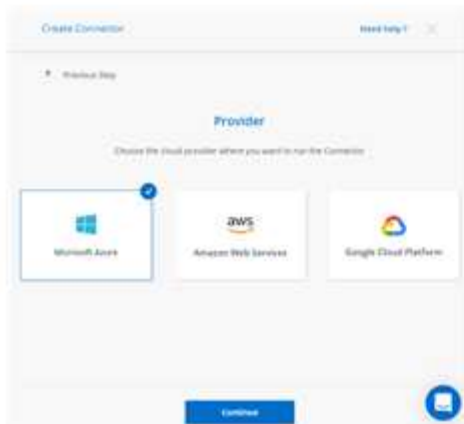 Create Connector
Need help?
Previous Step
Provider
Choose the cloud provider where you want to run the Connector
aws
Microsoft Azure
Amazon Web Services
Google Cloud Platform
Continue